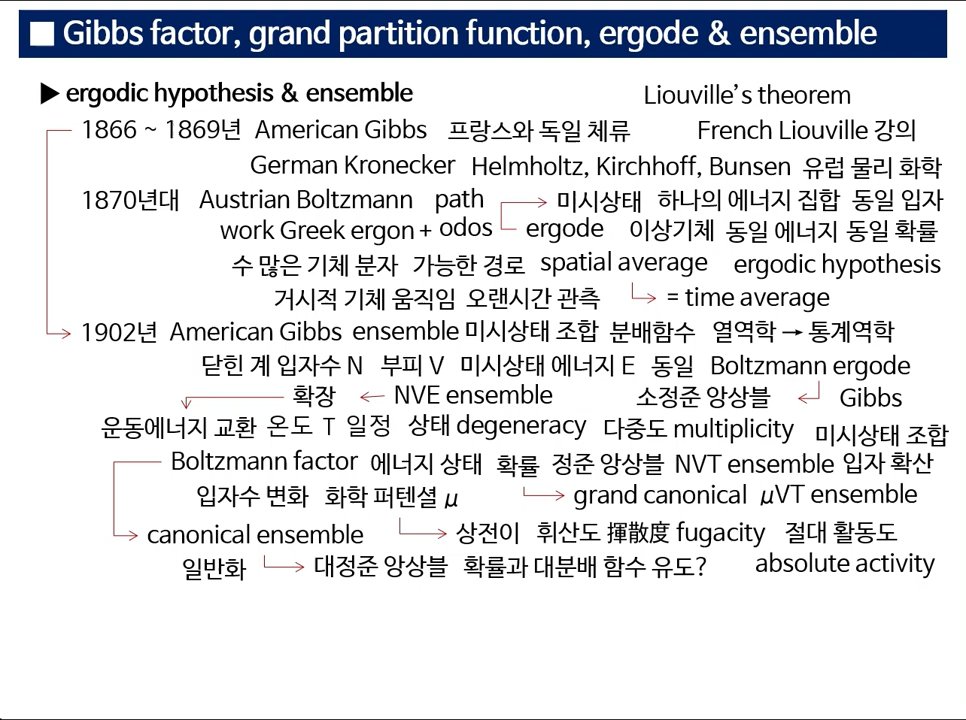 ■ Gibbs factor, grand partition function, ergode & ensemble
▶ ergodic hypothesis & ensemble Liouville's theorem
1866 ~ 1869년 American Gibbs 프랑스와 독일 체류 French Liouville 강의
German Kronecker Helmholtz, Kirchhoff, Bunsen 유럽 물리 화학
1870년대 Austrian Boltzmann path → 미시상태 하나의 에너지 집합 동일 입자
work Greek ergon + odos ergode 이상기체 동일 에너지 동일 확률
수 많은 기체 분자 가능한 경로 spatial average ergodic hypothesis
거시적 기체 움직임 오랜시간 관측 → = time average
1902년 American Gibbs ensemble 미시상태 조합 분배함수 열역학 → 통계역학
닫힌 계 입자수 N 부피 V 미시상태 에너지 E 동일 Boltzmann ergode
확장 ← NVE ensemble 소정준 앙상블 ← Gibbs
운동에너지 교환 온도 T 일정 상태 degeneracy 다중도 multiplicity 미시상태 조합
Boltzmann factor 에너지 상태 확률 정준 앙상블 NVT ensemble 입자 확산
입자수 변화 화학 퍼텐셜 μ → grand canonical μVT ensemble
→ canonical ensemble → 상전이 휘산도 揮散度 fugacity 절대 활동도
일반화 → 대정준 앙상블 확률과 대분배 함수 유도? absolute activity